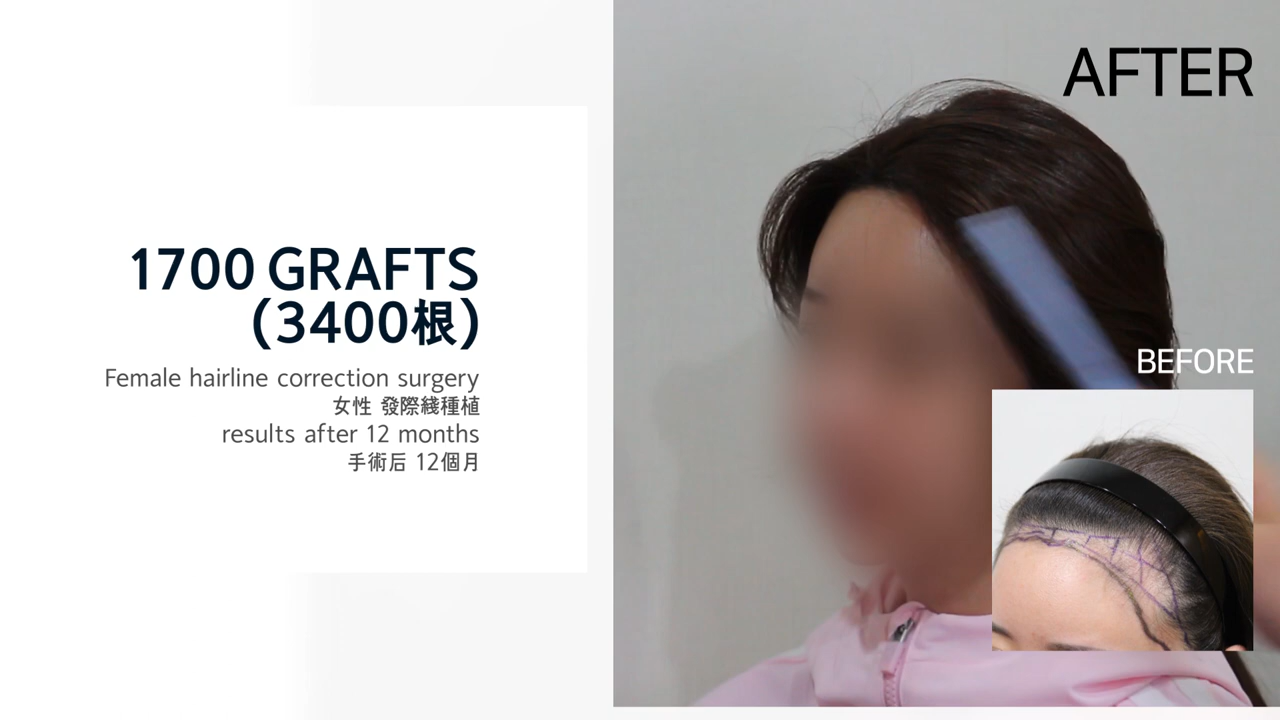 1700 GRAFTS
(3400根)
Female hairline correction surgery
女性 發際綫種植
results after 12 months
手術后 12個月
AFTER
BEFORE